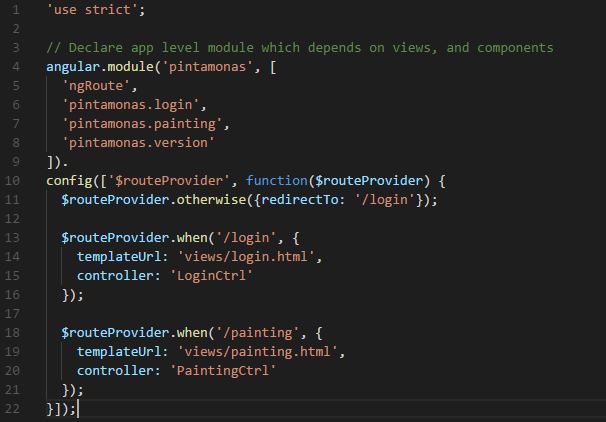 1 'use strict';
2
3 // Declare app level module which depends on views, and components
4 angular.module('pintamonas', [
5   'ngRoute',
6   'pintamonas.login',
7   'pintamonas.painting',
8   'pintamonas.version'
9 ]).
10 config(['$routeProvider', function($routeProvider) {
11   $routeProvider.otherwise({redirectTo: '/login'});
12
13   $routeProvider.when('/login', {
14     templateUrl: 'views/login.html',
15     controller: 'LoginCtrl'
16   });
17
18   $routeProvider.when('/painting', {
19     templateUrl: 'views/painting.html',
20     controller: 'PaintingCtrl'
21   });
22 }]);